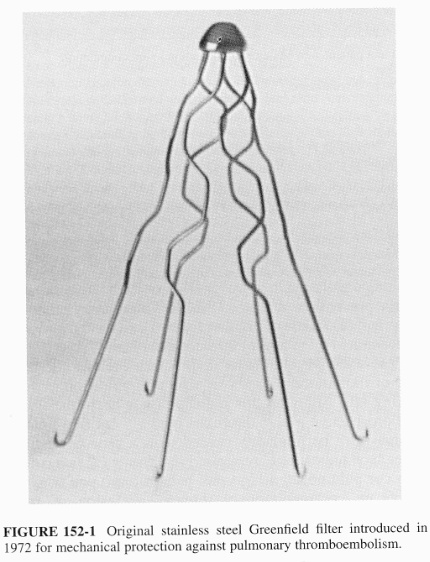 FIGURE 152-1 Original stainless steel Greenfield filter introduced in
1972 for mechanical protection against pulmonary thromboembolism.